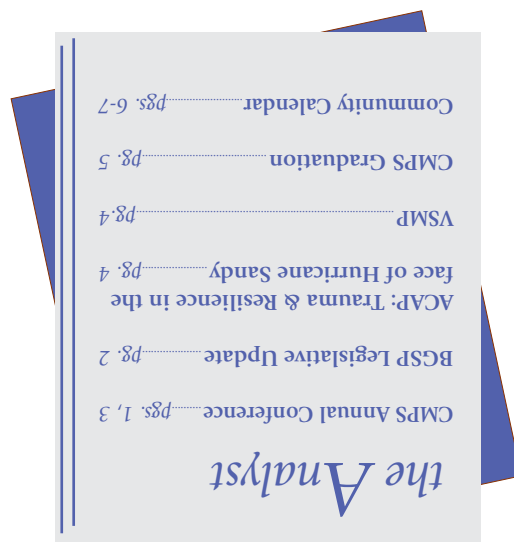 the Analyst
CMPS Annual Conference........pgs. 1, 3
BGSP Legislative Update........pg. 2
ACAP: Trauma & Resilience in the
face of Hurricane Sandy........pg. 4
VSMP........pg.4
CMPS Graduation........pg. 5
Community Calendar........pgs. 6-7